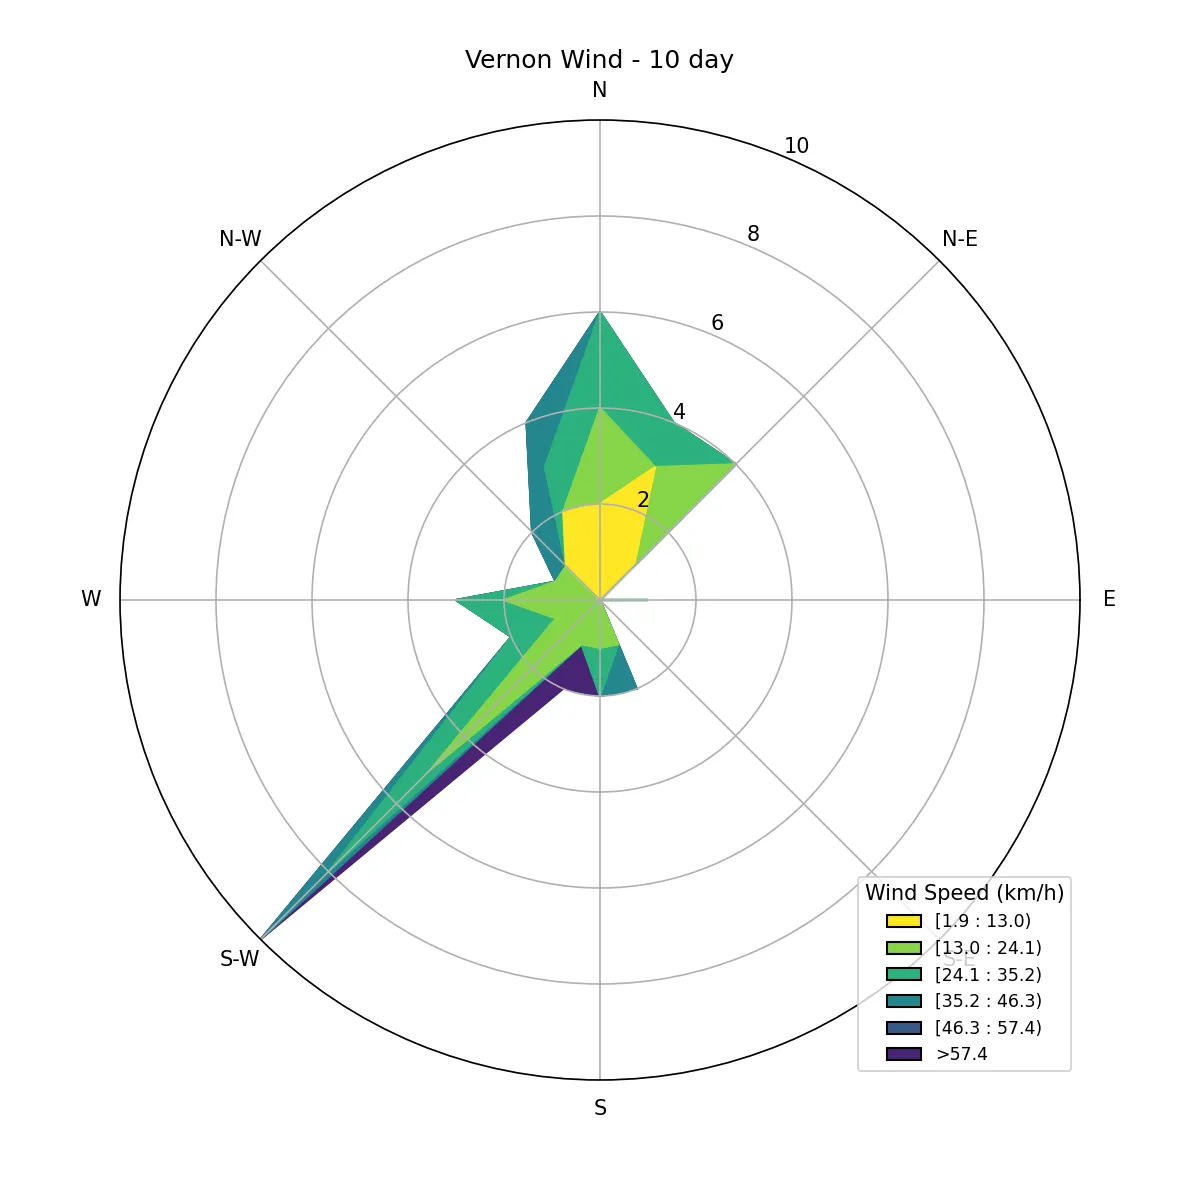 Vernon Wind - 10 day
N
10
N-W
8
N-E
6
4
2
W
E
S-W
S-E
Wind Speed (km/h)
[1.9 : 13.0)
[13.0 : 24.1)
[24.1 : 35.2)
[35.2 : 46.3)
[46.3 : 57.4)
>57.4
S